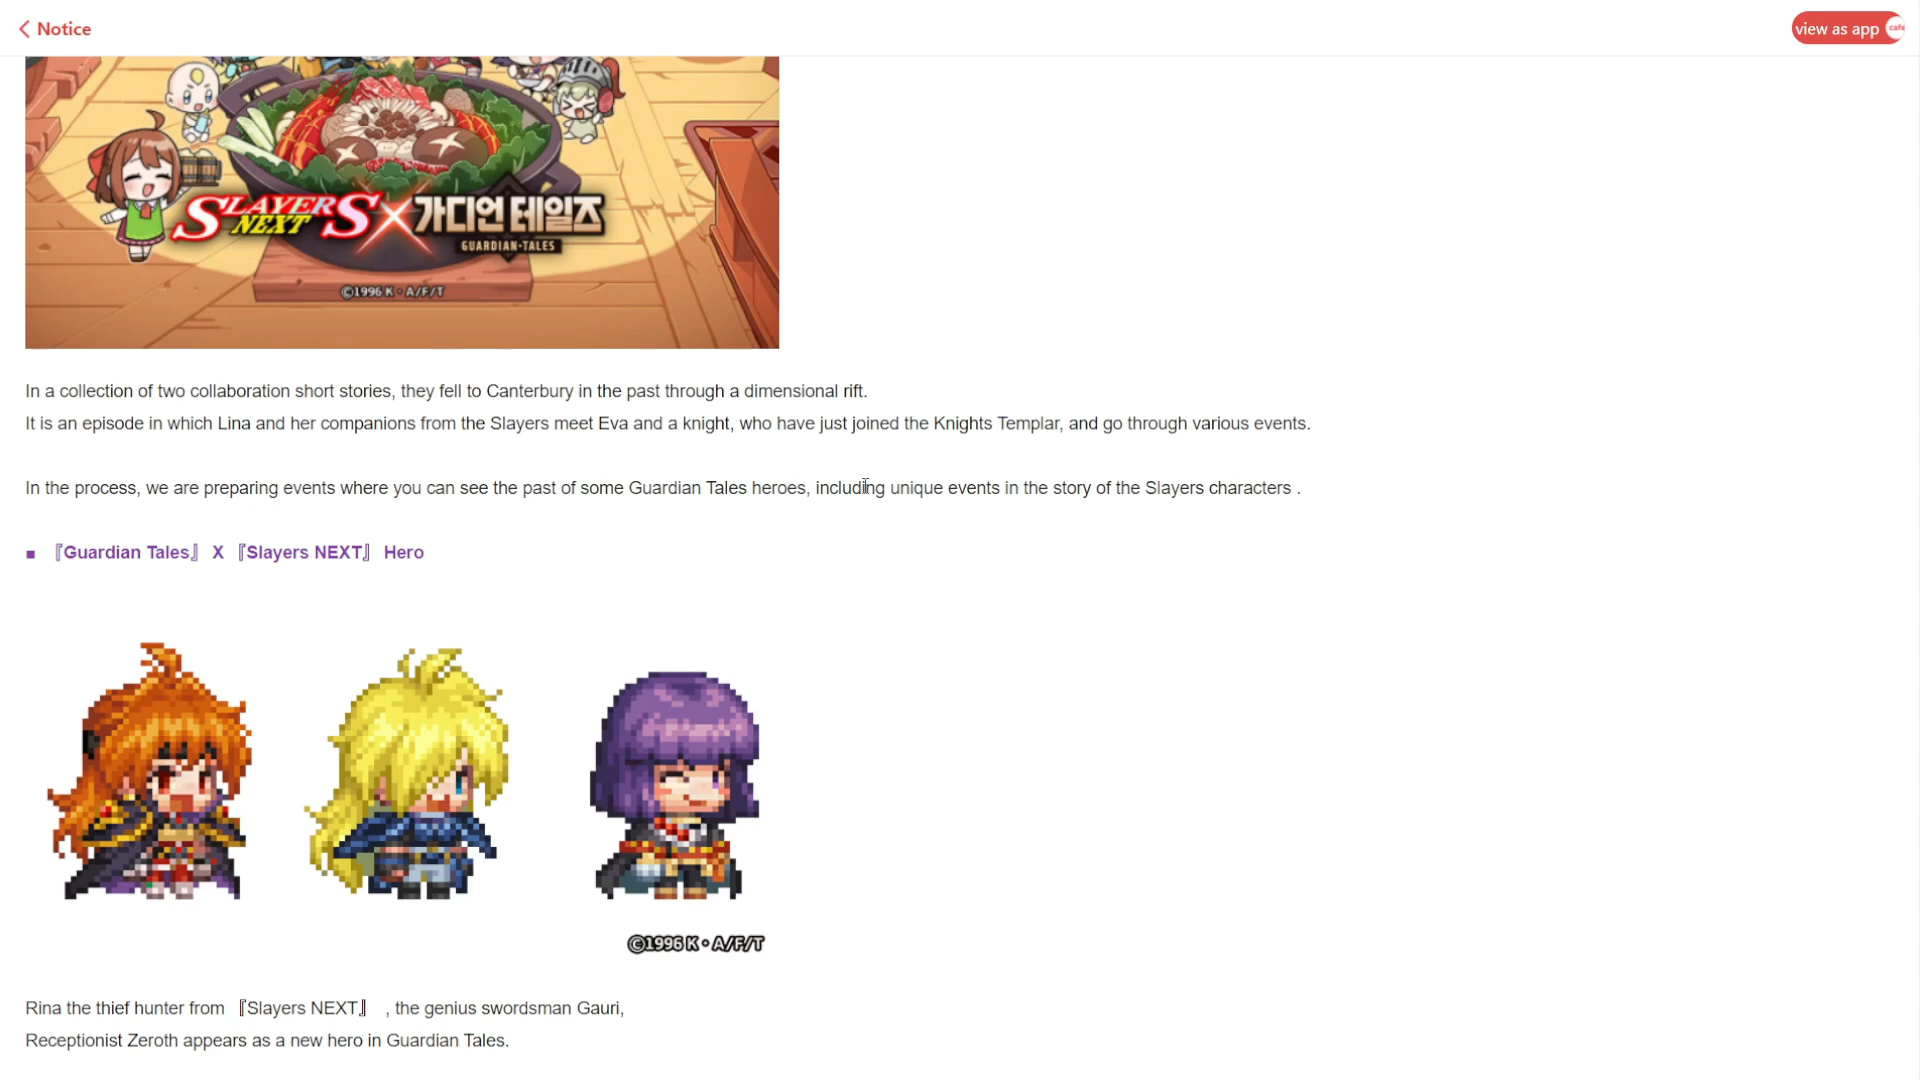 Notice
view as app
SLAYERS NEXT X 가디언 테일즈
GUARDIAN·TALES
©1996 K・A/F/T
In a collection of two collaboration short stories, they fell to Canterbury in the past through a dimensional rift.
It is an episode in which Lina and her companions from the Slayers meet Eva and a knight, who have just joined the Knights Templar, and go through various events.
In the process, we are preparing events where you can see the past of some Guardian Tales heroes, including unique events in the story of the Slayers characters .
■ 『Guardian Tales』 X 『Slayers NEXT』 Hero
©1996 K・A/F/T
Rina the thief hunter from 『Slayers NEXT』 , the genius swordsman Gauri,
Receptionist Zeroth appears as a new hero in Guardian Tales.